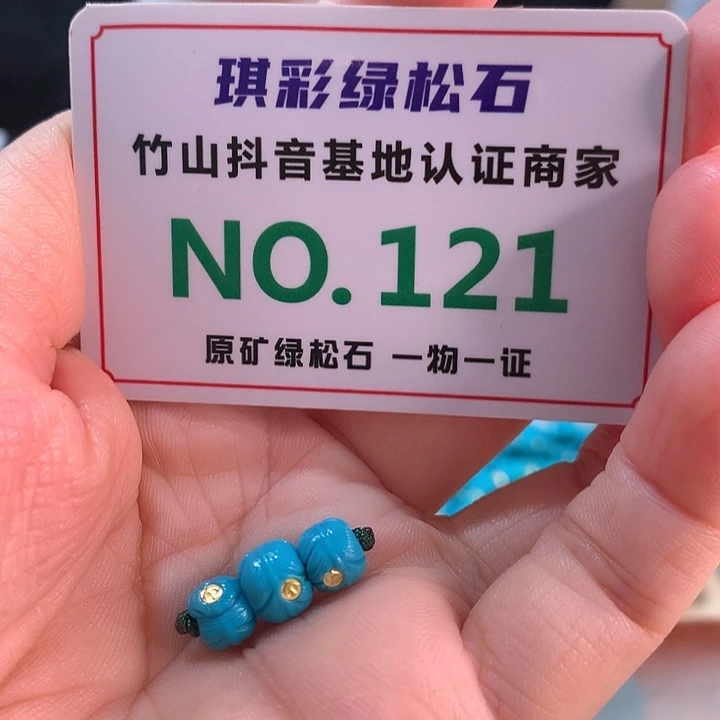 琪彩绿松石
竹山抖音基地认证商家
NO.121
原矿绿松石 一物一证